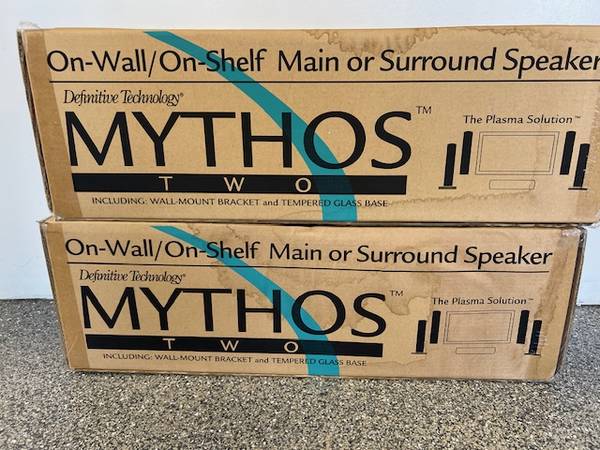 On-Wall/On-Shelf Main or Surround Speaker
Definitive Technology®
MYTHOS™
The Plasma Solution™
TWO
INCLUDING: WALL-MOUNT BRACKET and TEMPERED GLASS BASE
On-Wall/On-Shelf Main or Surround Speaker
Definitive Technology®
MYTHOS™
The Plasma Solution™
TWO
INCLUDING: WALL-MOUNT BRACKET and TEMPERED GLASS BASE